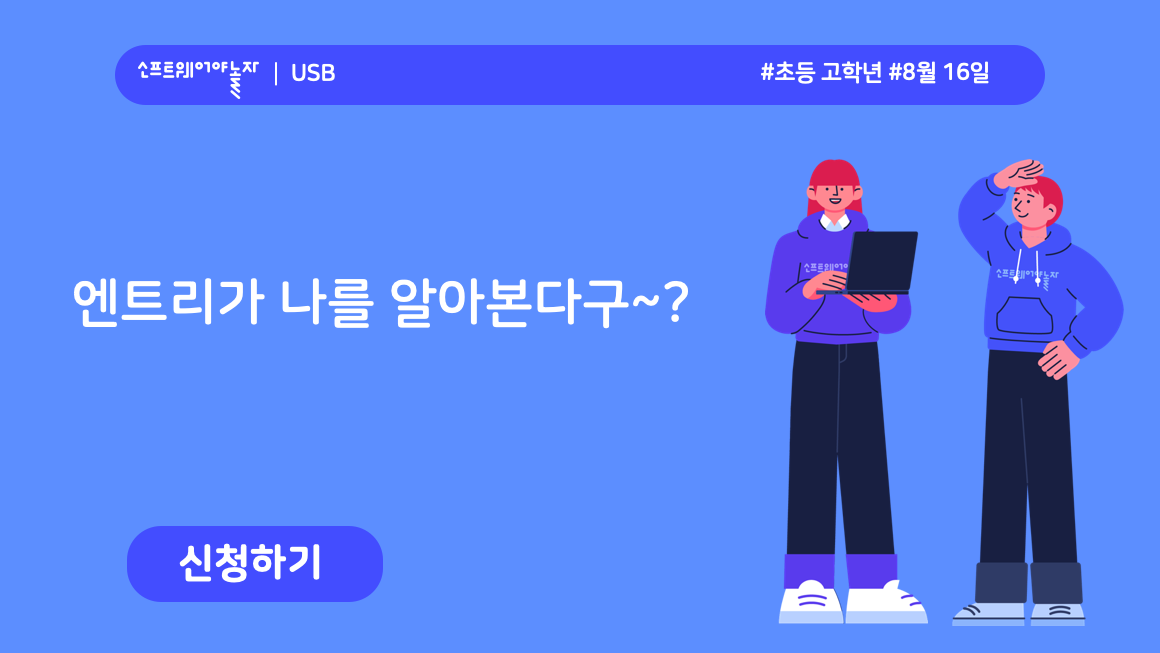 소프트웨어야 놀자 | USB
#초등 고학년 #8월 16일
소프트웨어야
소프트웨어야놀자
엔트리가 나를 알아본다구~?
신청하기